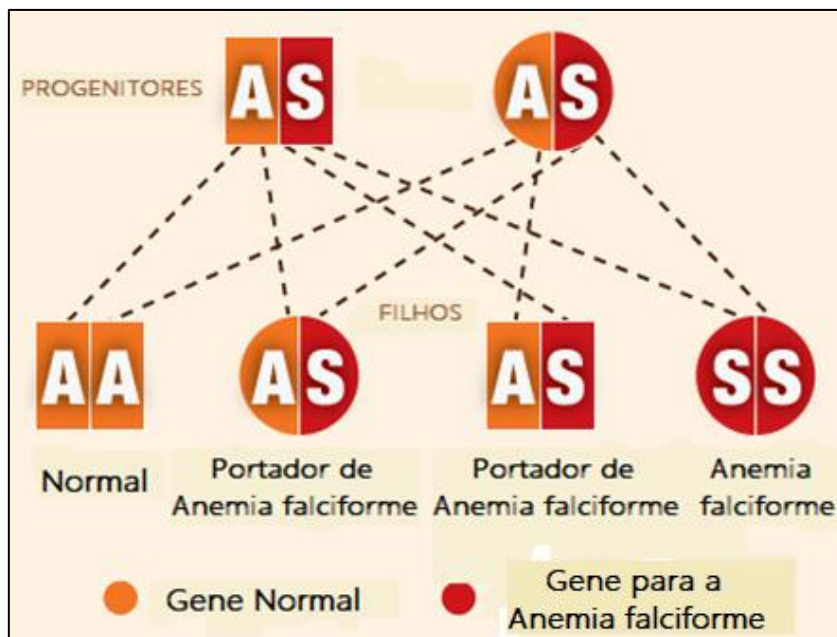 PROGENITORES
AS
AS
FILHOS
AA
AS
AS
SS
Normal
Portador de
Anemia falciforme
Portador de
Anemia falciforme
Anemia
falciforme
Gene Normal
Gene para a
Anemia falciforme